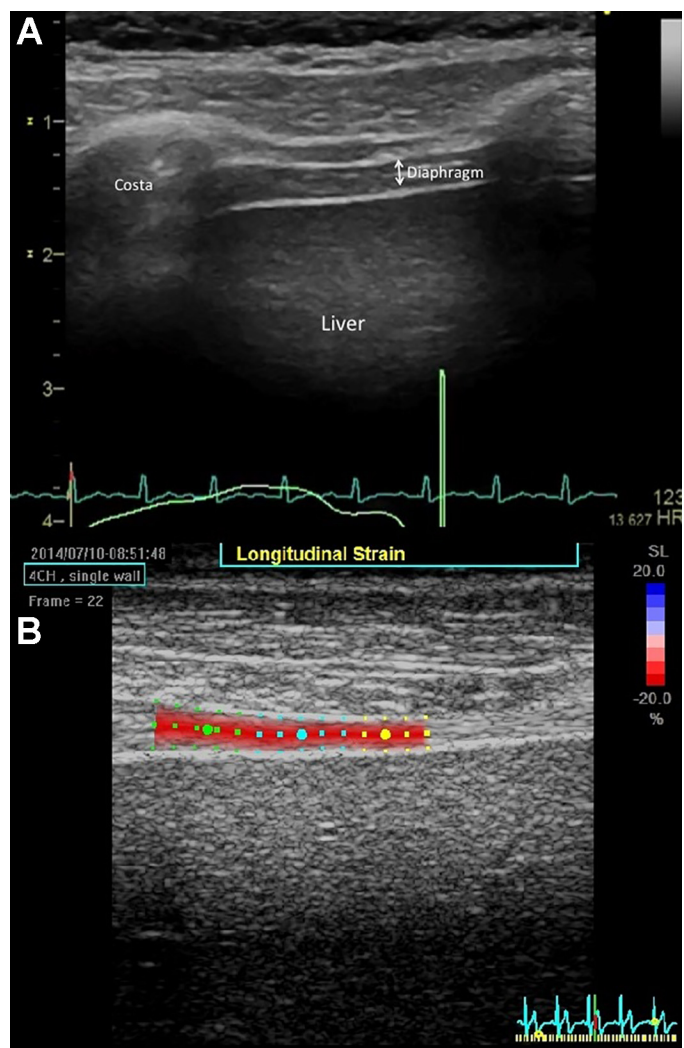 A
1
Costa
Diaphragm
2
Liver
3
123
4
13 627 HR
2014/07/10-08:51:48
Longitudinal Strain
SL
4CH , single wall
20.0
Frame = 22
B
-20.0
%